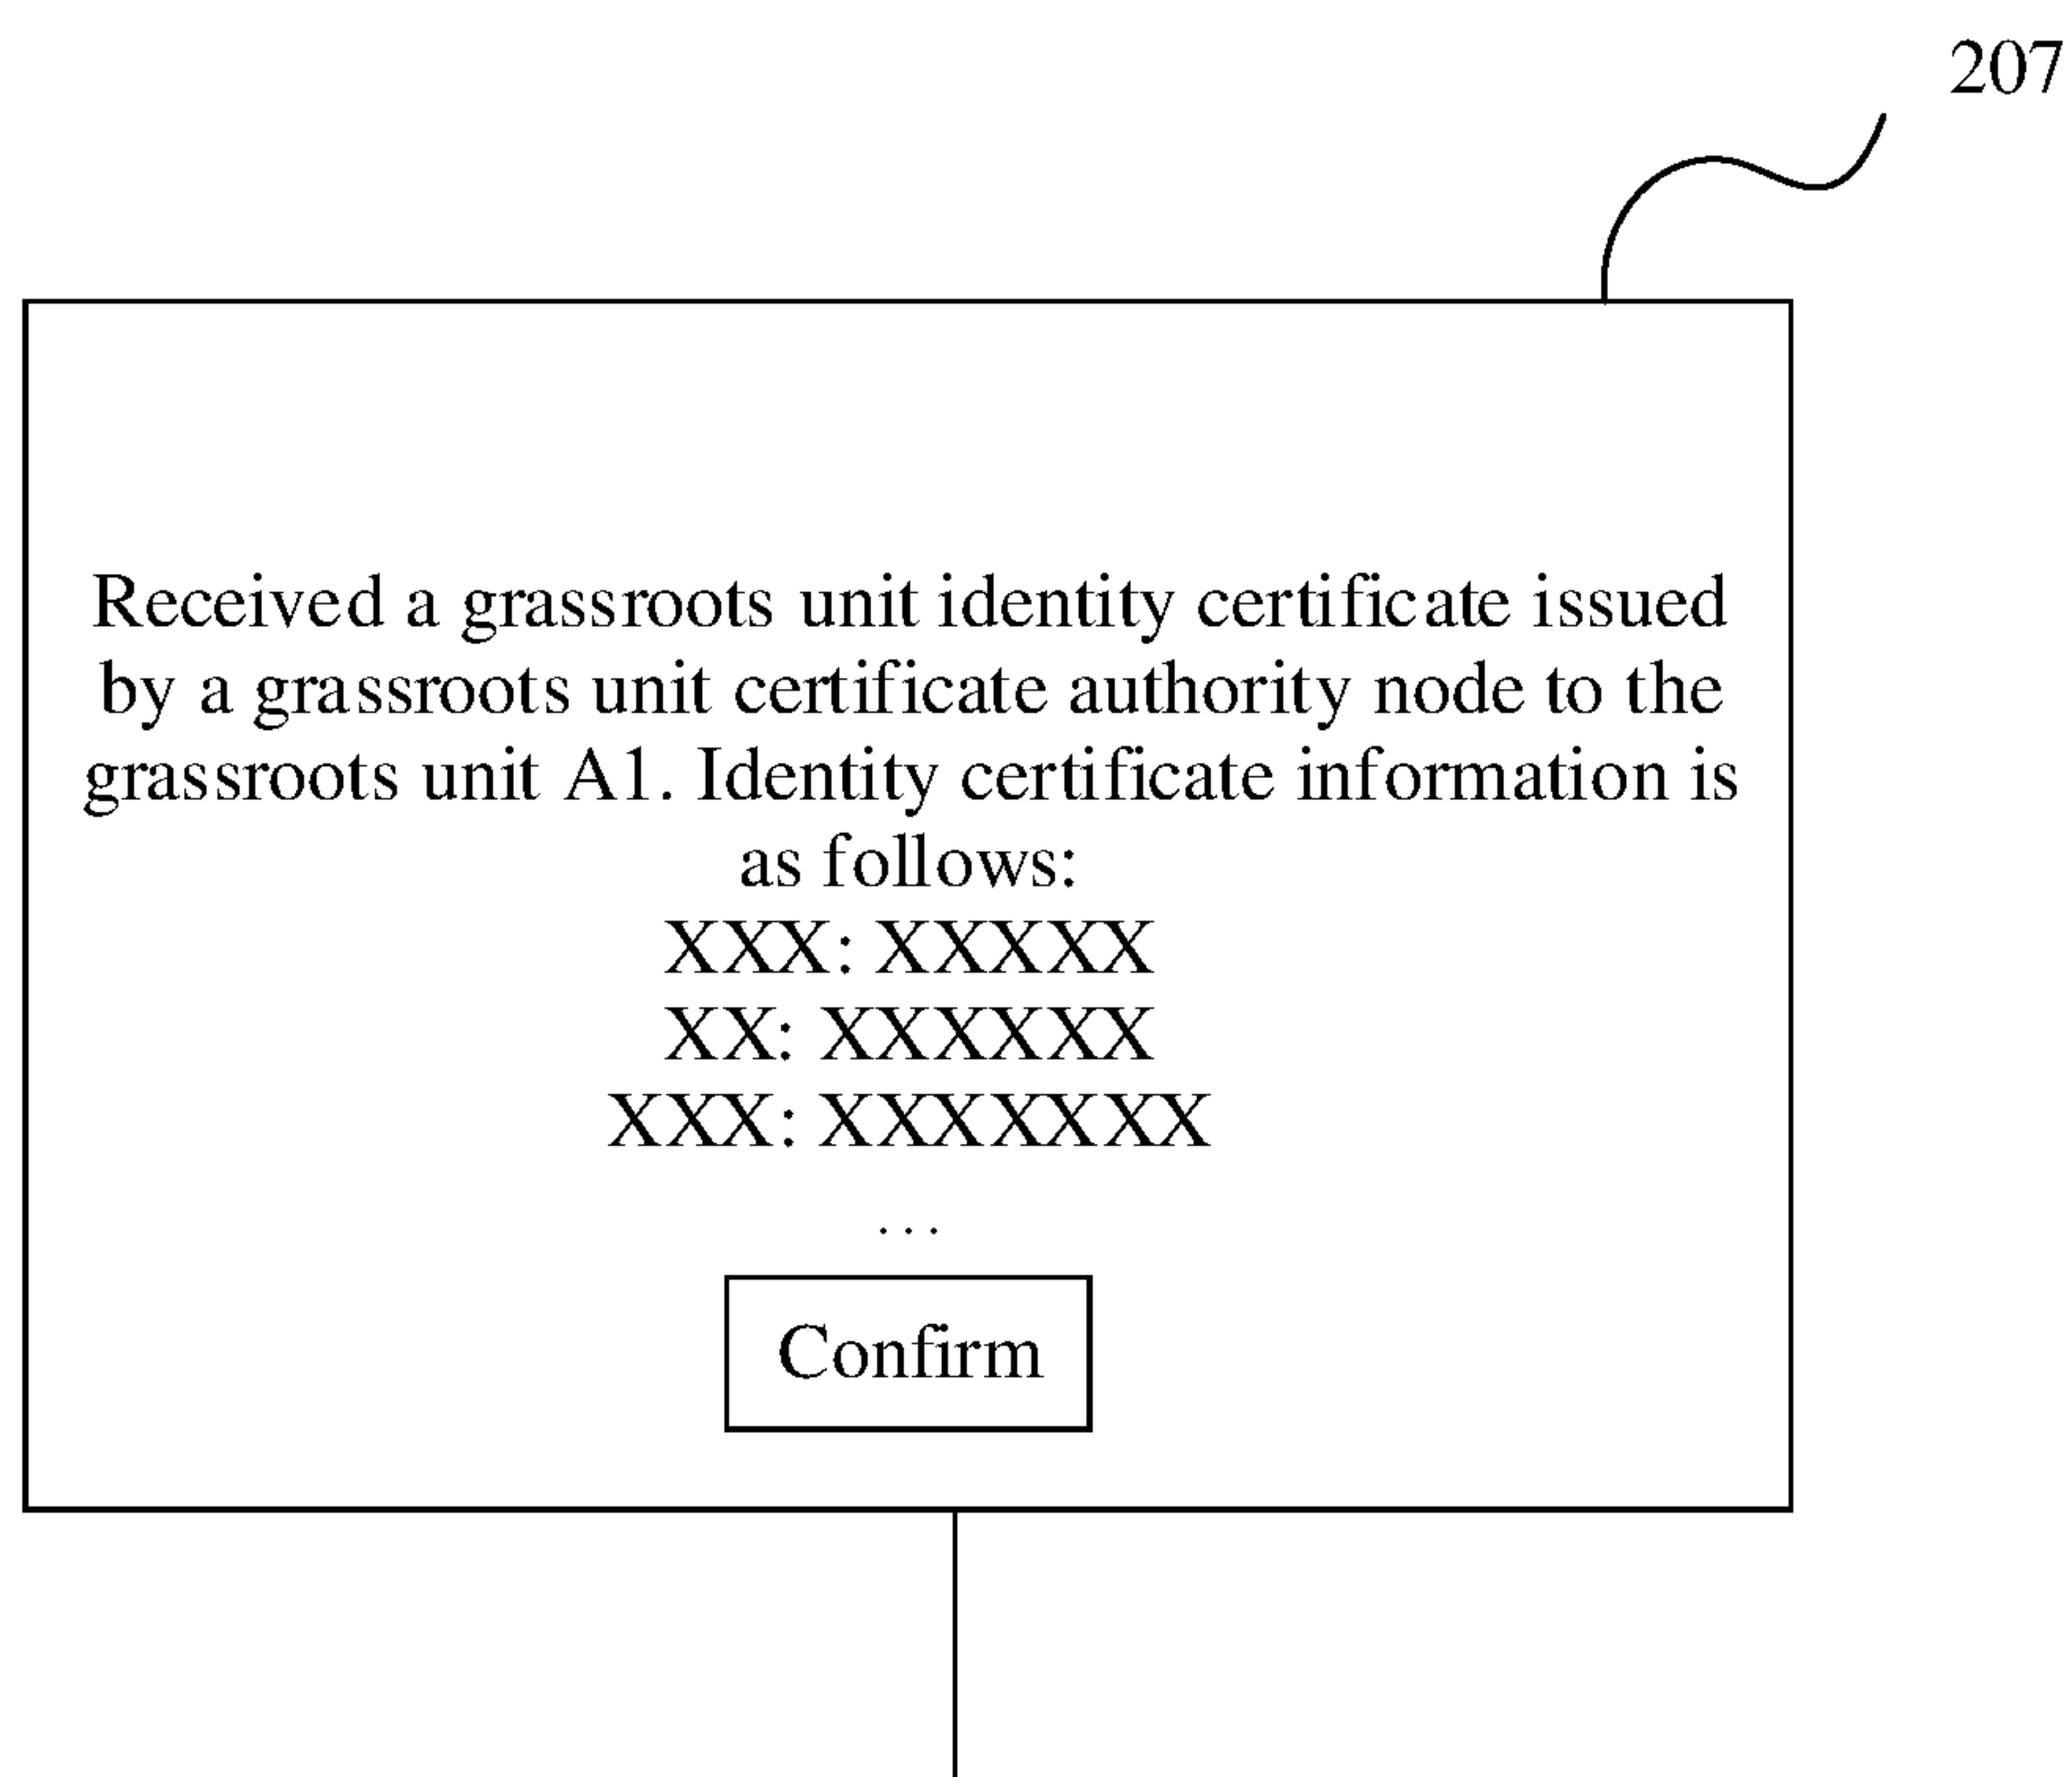 207
Received a grassroots unit identity certificate issued
by a grassroots unit certificate authority node to the
grassroots unit A1. Identity certificate information is
as follows:
XXX: XXXXX
XX: XXXXXX
XXX: XXXXXXX
...
Confirm